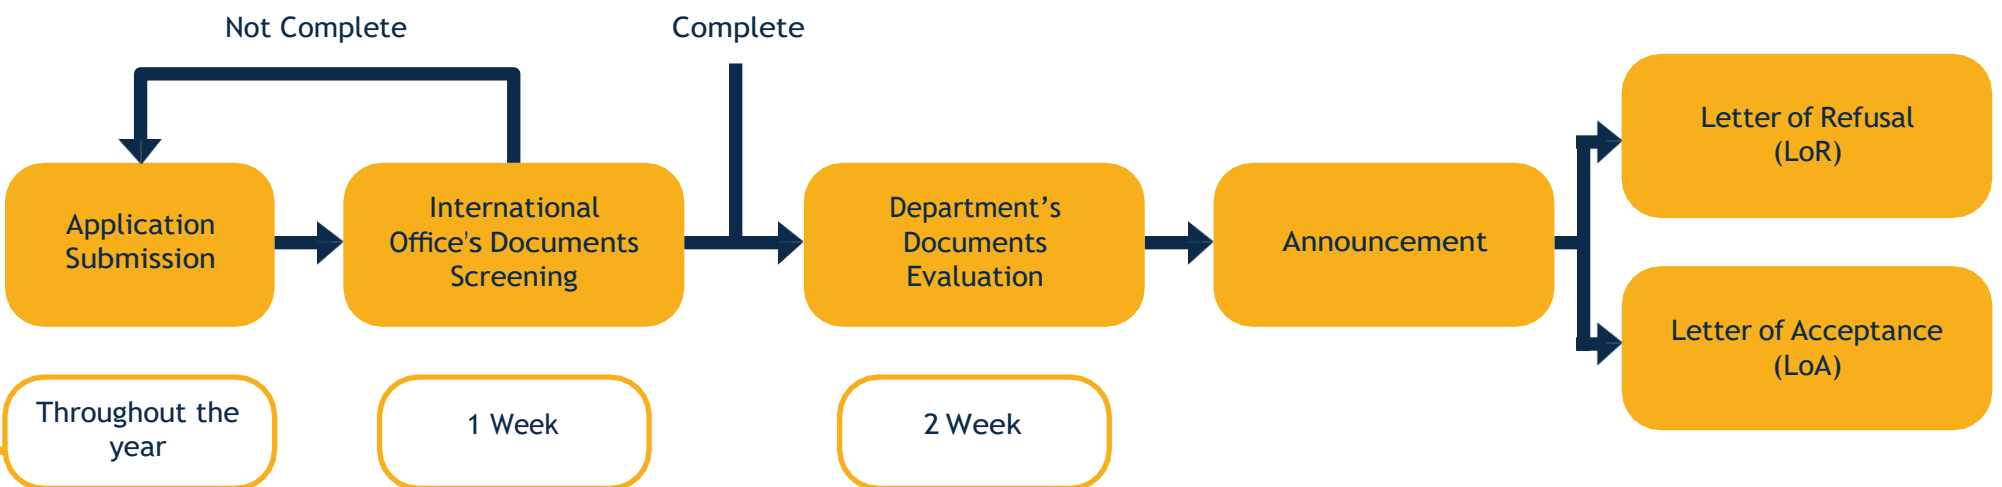 Not Complete
Complete
Application
Submission
International
Office's Documents
Screening
Department’s
Documents
Evaluation
Announcement
Letter of Refusal
(LoR)
Letter of Acceptance
(LoA)
Throughout the
year
1 Week
2 Week